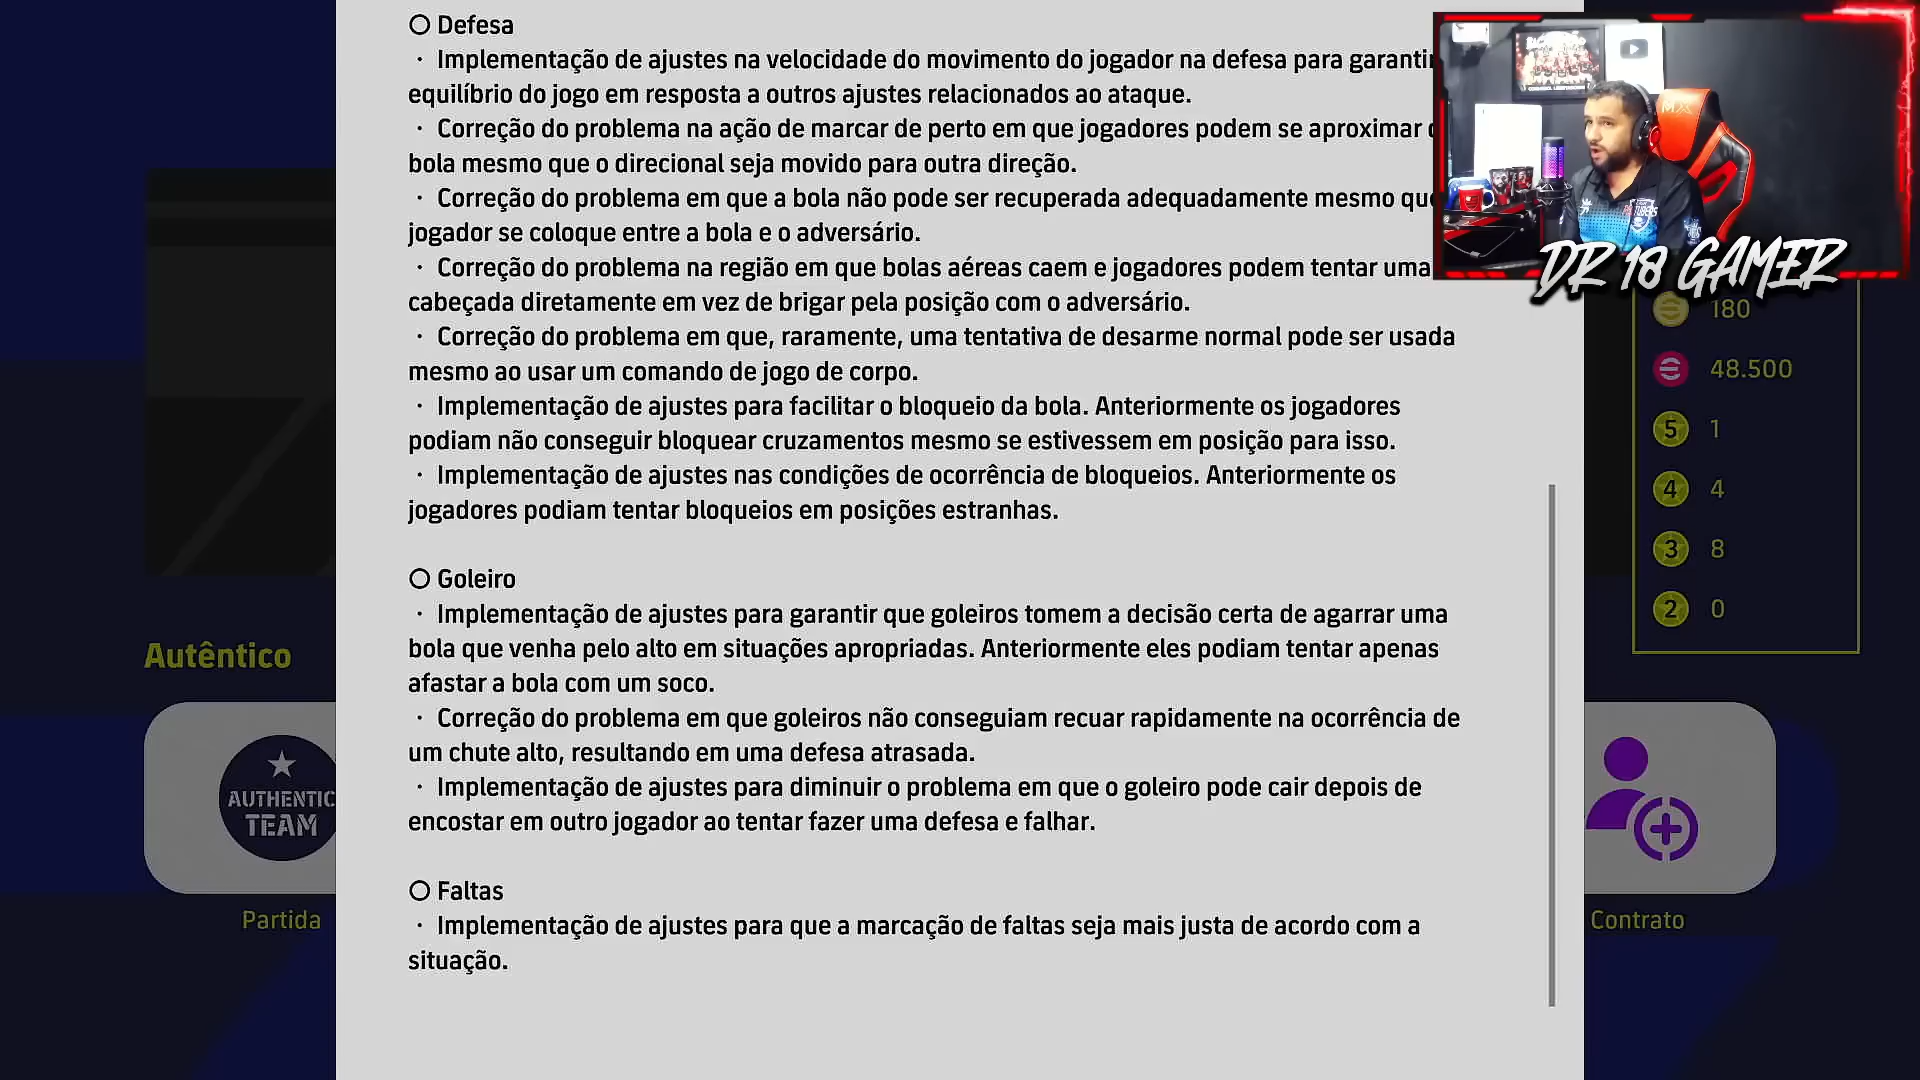 ○ Defesa
・ Implementação de ajustes na velocidade do movimento do jogador na defesa para garantir
equilíbrio do jogo em resposta a outros ajustes relacionados ao ataque.
・ Correção do problema na ação de marcar de perto em que jogadores podem se aproximar
bola mesmo que o direcional seja movido para outra direção.
・ Correção do problema em que a bola não pode ser recuperada adequadamente mesmo que
jogador se coloque entre a bola e o adversário.
・ Correção do problema na região em que bolas aéreas caem e jogadores podem tentar uma
cabeçada diretamente em vez de brigar pela posição com o adversário.
・ Correção do problema em que, raramente, uma tentativa de desarme normal pode ser usada
mesmo ao usar um comando de jogo de corpo.
・ Implementação de ajustes para facilitar o bloqueio da bola. Anteriormente os jogadores
podiam não conseguir bloquear cruzamentos mesmo se estivessem em posição para isso.
・ Implementação de ajustes nas condições de ocorrência de bloqueios. Anteriormente os
jogadores podiam tentar bloqueios em posições estranhas.
○ Goleiro
・ Implementação de ajustes para garantir que goleiros tomem a decisão certa de agarrar uma
bola que venha pelo alto em situações apropriadas. Anteriormente eles podiam tentar apenas
afastar a bola com um soco.
・ Correção do problema em que goleiros não conseguiam recuar rapidamente na ocorrência de
um chute alto, resultando em uma defesa atrasada.
・ Implementação de ajustes para diminuir o problema em que o goleiro pode cair depois de
encostar em outro jogador ao tentar fazer uma defesa e falhar.
○ Faltas
・ Implementação de ajustes para que a marcação de faltas seja mais justa de acordo com a
situação.
DR 18 GAMER
180
48.500
5 1
4 4
3 8
2 0
Autêntico
AUTHENTIC
TEAM
Partida
Contrato